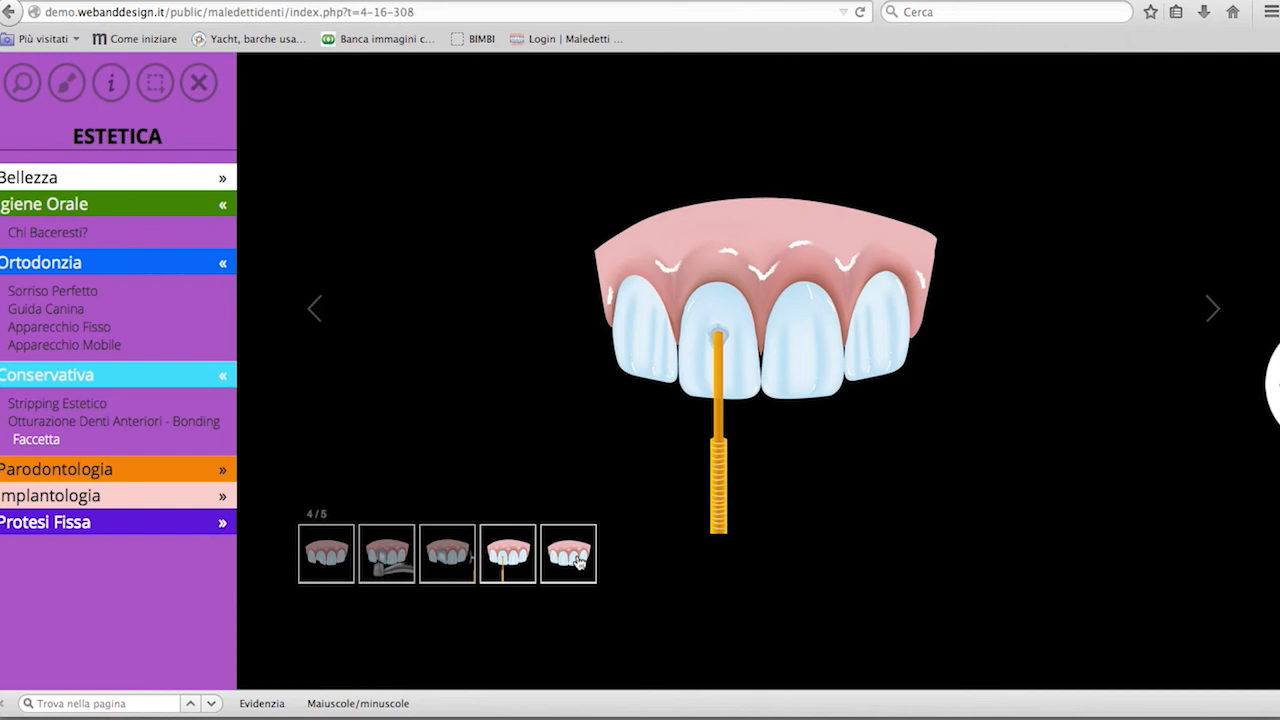 demo.webanddesign.it/public/maledettidenti/index.php?t=4-16-308
Cerca
Più visitati
Come iniziare
Yacht, barche usa...
Banca immagini c...
BIMBI
Login | Maledetti ...
ESTETICA
Bellezza »
giene Orale «
Chi Baceresti?
Ortodonzia «
Sorriso Perfetto
Guida Canina
Apparecchio Fisso
Apparecchio Mobile
Conservativa «
Stripping Estetico
Otturazione Denti Anteriori - Bonding
Faccetta
Parodontologia »
mplantologia »
Protesi Fissa »
4 / 5
Trova nella pagina
Evidenzia
Maiuscole/minuscole